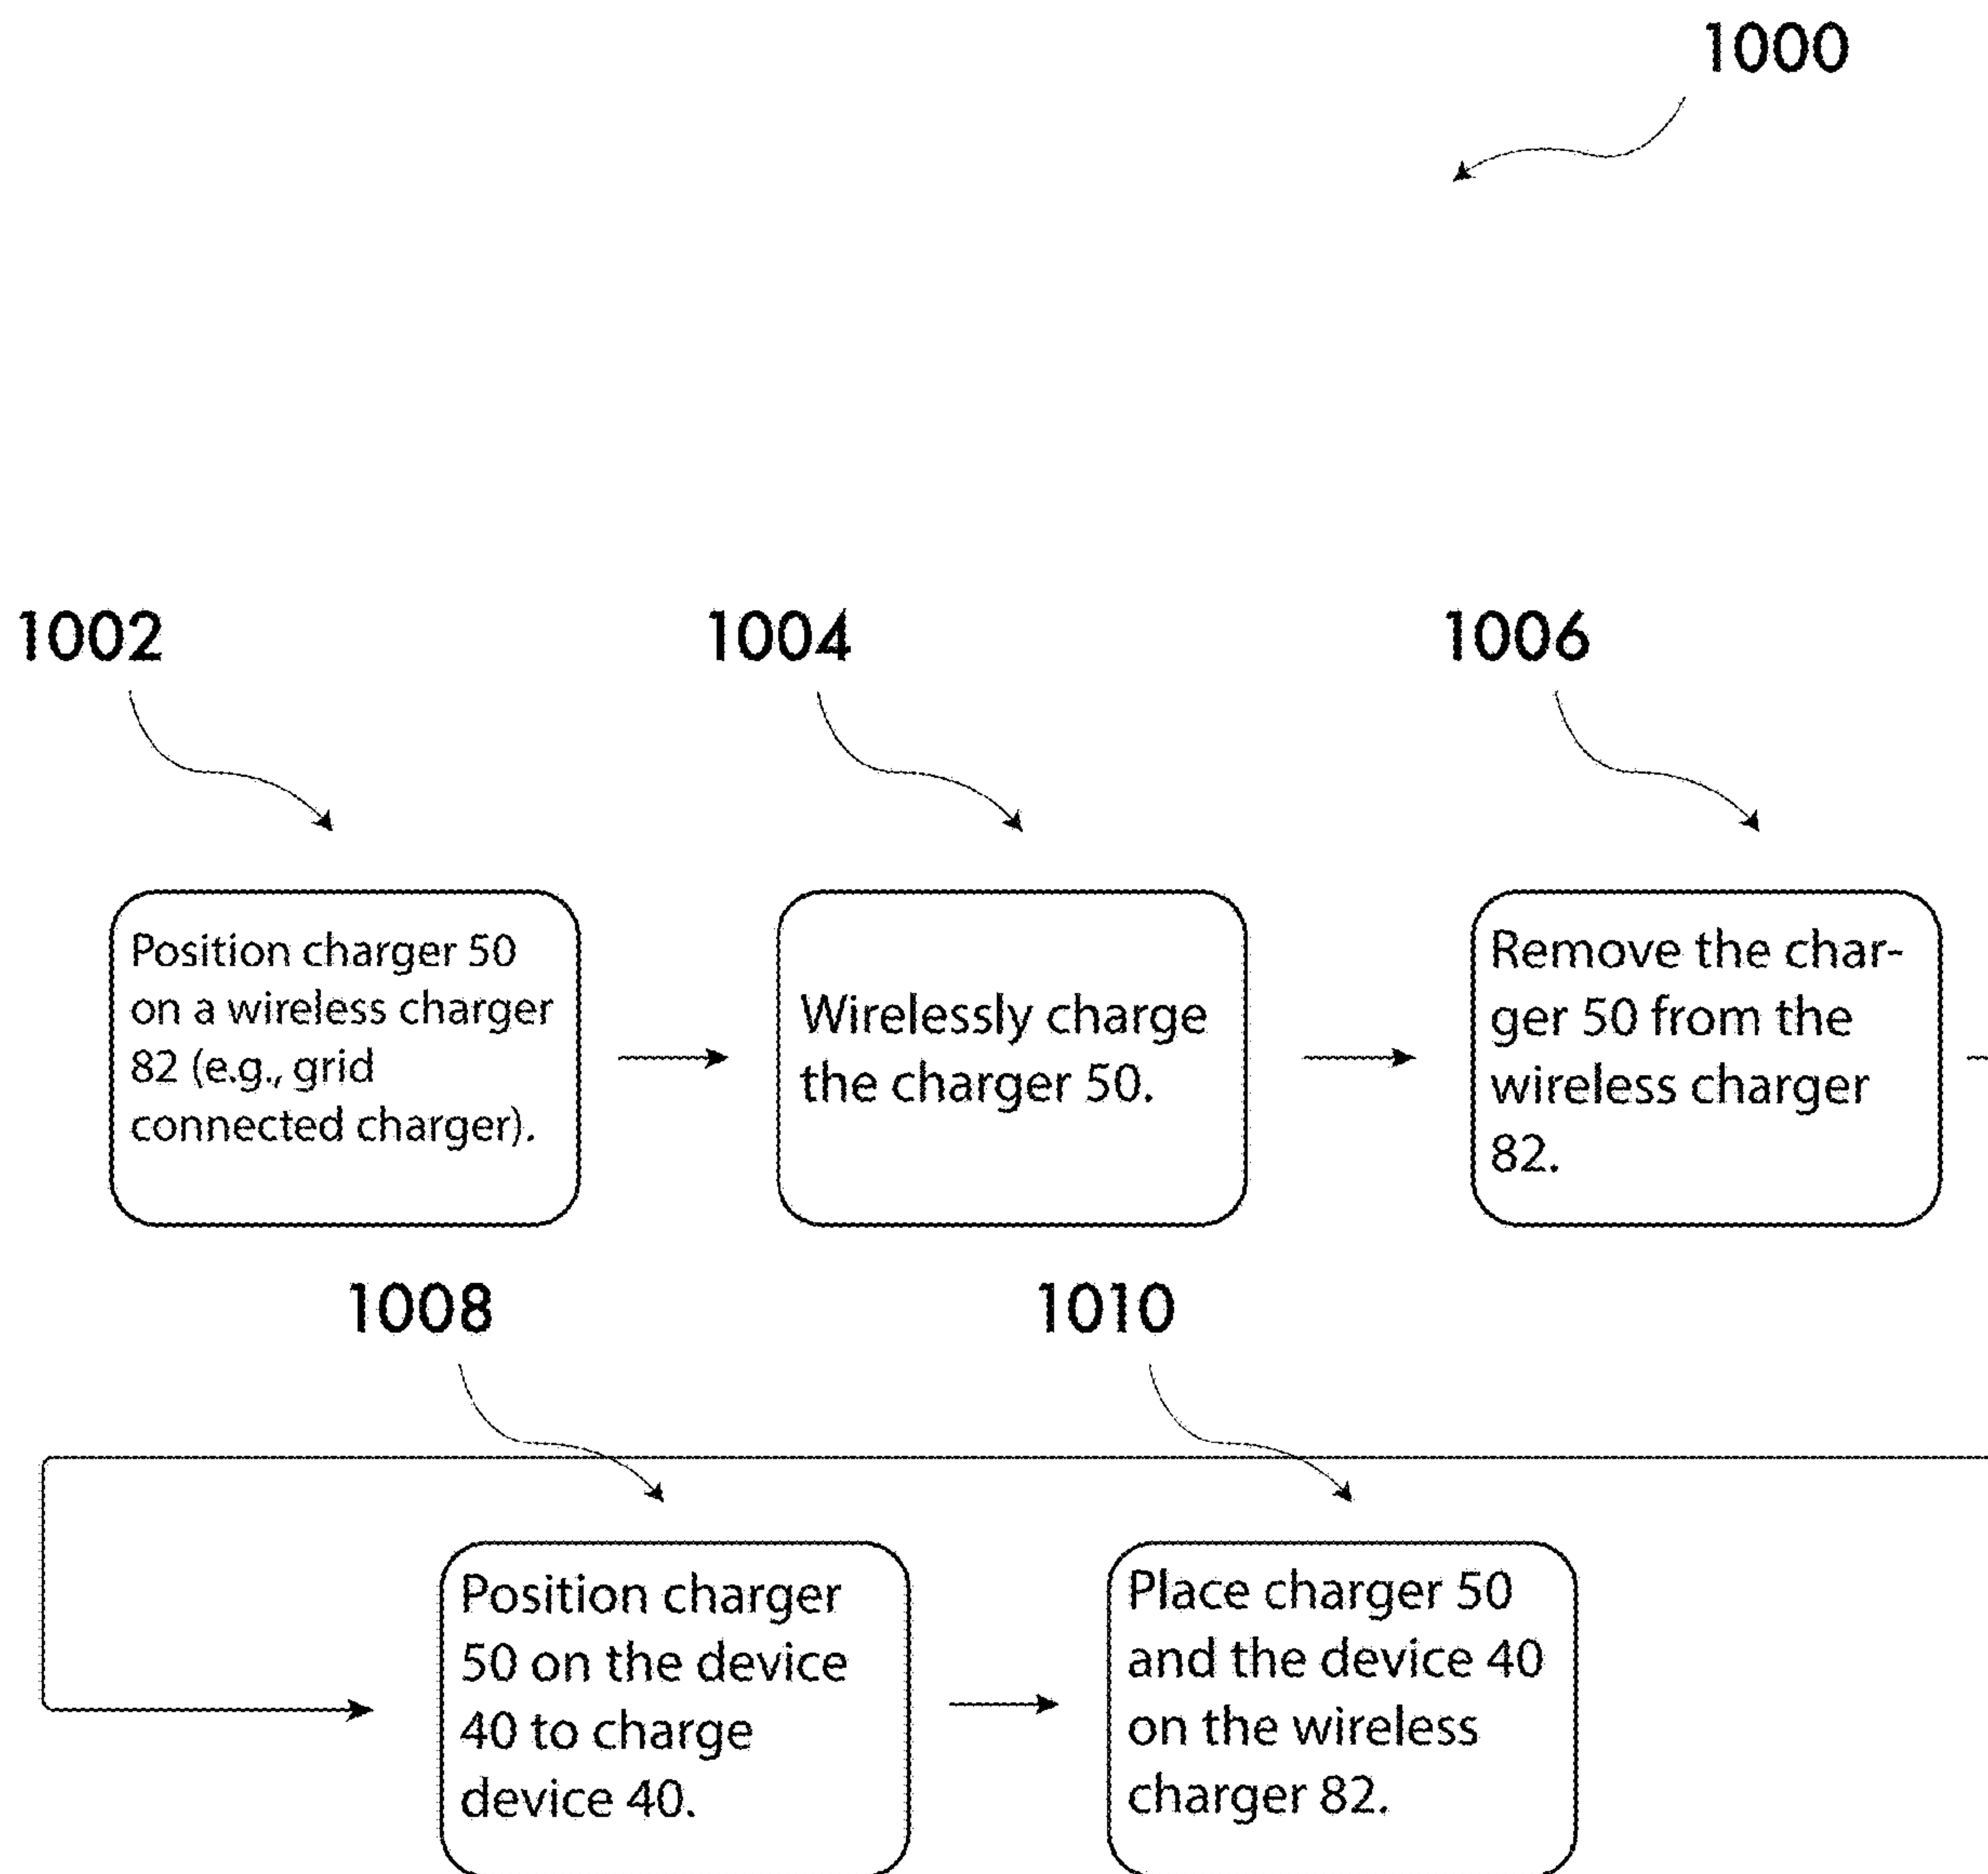 1000
1002
1004
1006
Position charger 50
on a wireless charger
82 (e.g., grid
connected charger).
Wirelessly charge
the charger 50.
Remove the char-
ger 50 from the
wireless charger
82.
1008
1010
Position charger
50 on the device
40 to charge
device 40.
Place charger 50
and the device 40
on the wireless
charger 82.